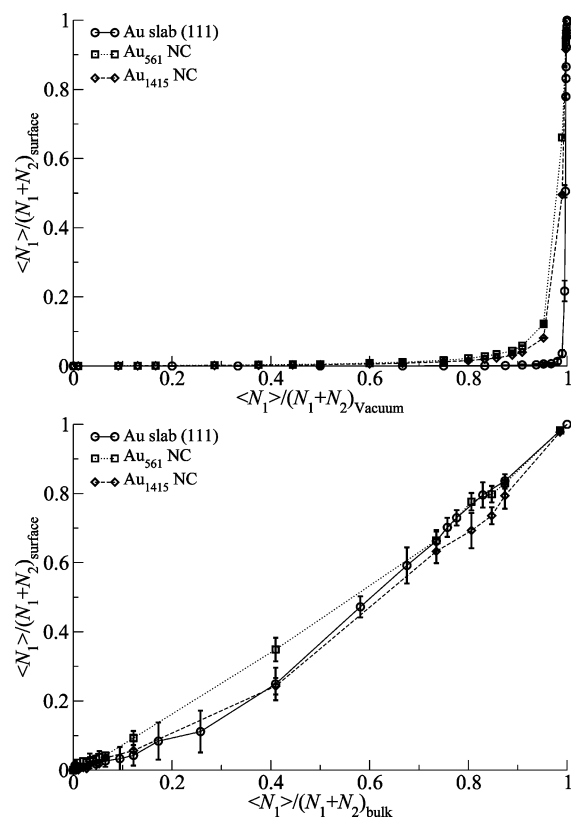 1
0.8
0.6
0.4
0.2
0
<N₁>/(N₁+N₂)surface
Au slab (111)
Au₅₆₁ NC
Au₁₄₁₅ NC
0 0.2 0.4 0.6 0.8 1
<N₁>/(N₁+N₂)Vacuum
1
0.8
0.6
0.4
0.2
0
<N₁>/(N₁+N₂)surface
Au slab (111)
Au₅₆₁ NC
Au₁₄₁₅ NC
0 0.2 0.4 0.6 0.8 1
<N₁>/(N₁+N₂)bulk